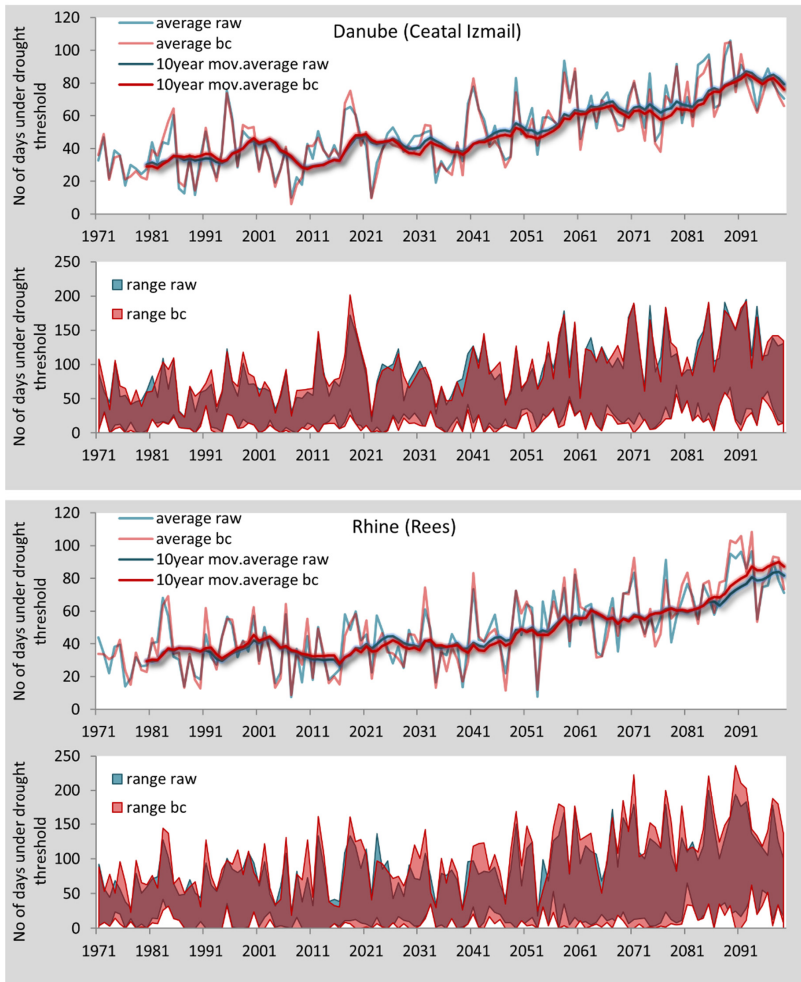 Danube (Ceatal Izmail)
average raw
average bc
10year mov.average raw
10year mov.average bc
No of days under drought
threshold
120
100
80
60
40
20
0
1971 1981 1991 2001 2011 2021 2031 2041 2051 2061 2071 2081 2091
range raw
range bc
No of days under drought
threshold
250
200
150
100
50
0
1971 1981 1991 2001 2011 2021 2031 2041 2051 2061 2071 2081 2091
Rhine (Rees)
average raw
average bc
10year mov.average raw
10year mov.average bc
No of days under drought
threshold
120
100
80
60
40
20
0
1971 1981 1991 2001 2011 2021 2031 2041 2051 2061 2071 2081 2091
range raw
range bc
No of days under drought
threshold
250
200
150
100
50
0
1971 1981 1991 2001 2011 2021 2031 2041 2051 2061 2071 2081 2091